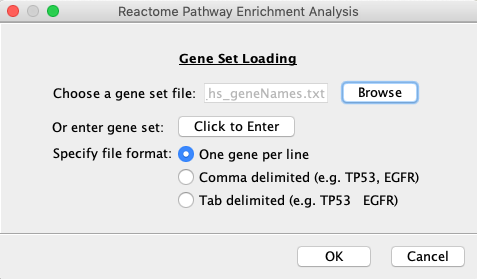 Reactome Pathway Enrichment Analysis
Gene Set Loading
Choose a gene set file: hs_geneNames.txt Browse
Or enter gene set: Click to Enter
Specify file format: One gene per line
Comma delimited (e.g. TP53, EGFR)
Tab delimited (e.g. TP53 EGFR)
OK Cancel